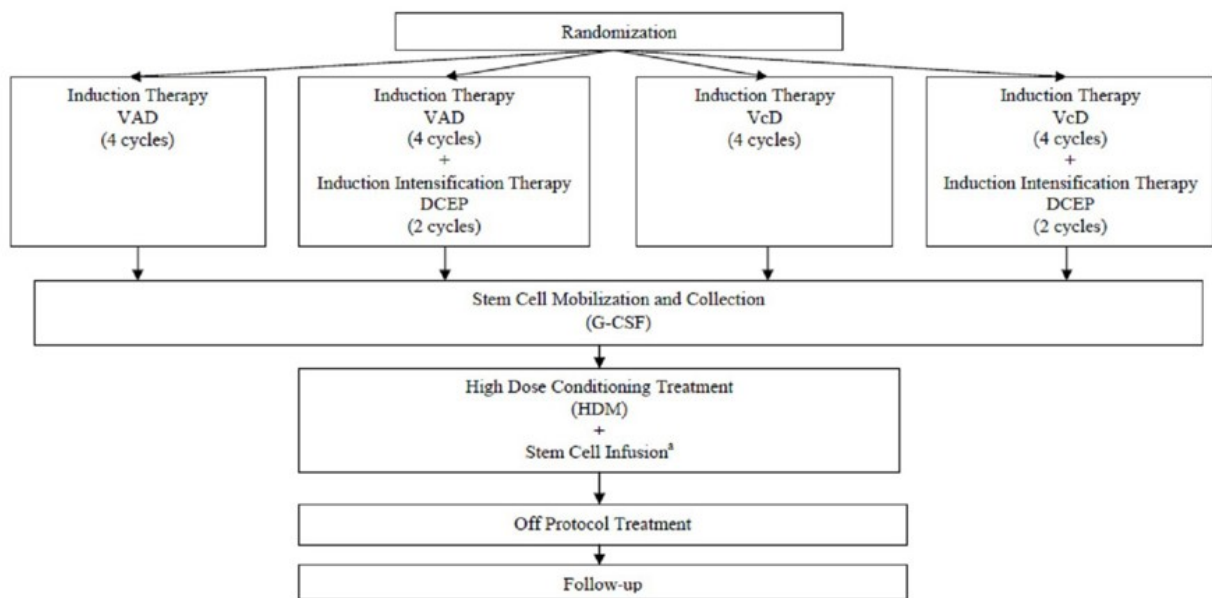 Randomization
Induction Therapy
VAD
(4 cycles)
Induction Therapy
VAD
(4 cycles)
+
Induction Intensification Therapy
DCEP
(2 cycles)
Induction Therapy
VcD
(4 cycles)
Induction Therapy
VcD
(4 cycles)
+
Induction Intensification Therapy
DCEP
(2 cycles)
Stem Cell Mobilization and Collection
(G-CSF)
High Dose Conditioning Treatment
(HDM)
+
Stem Cell Infusionᵃ
Off Protocol Treatment
Follow-up